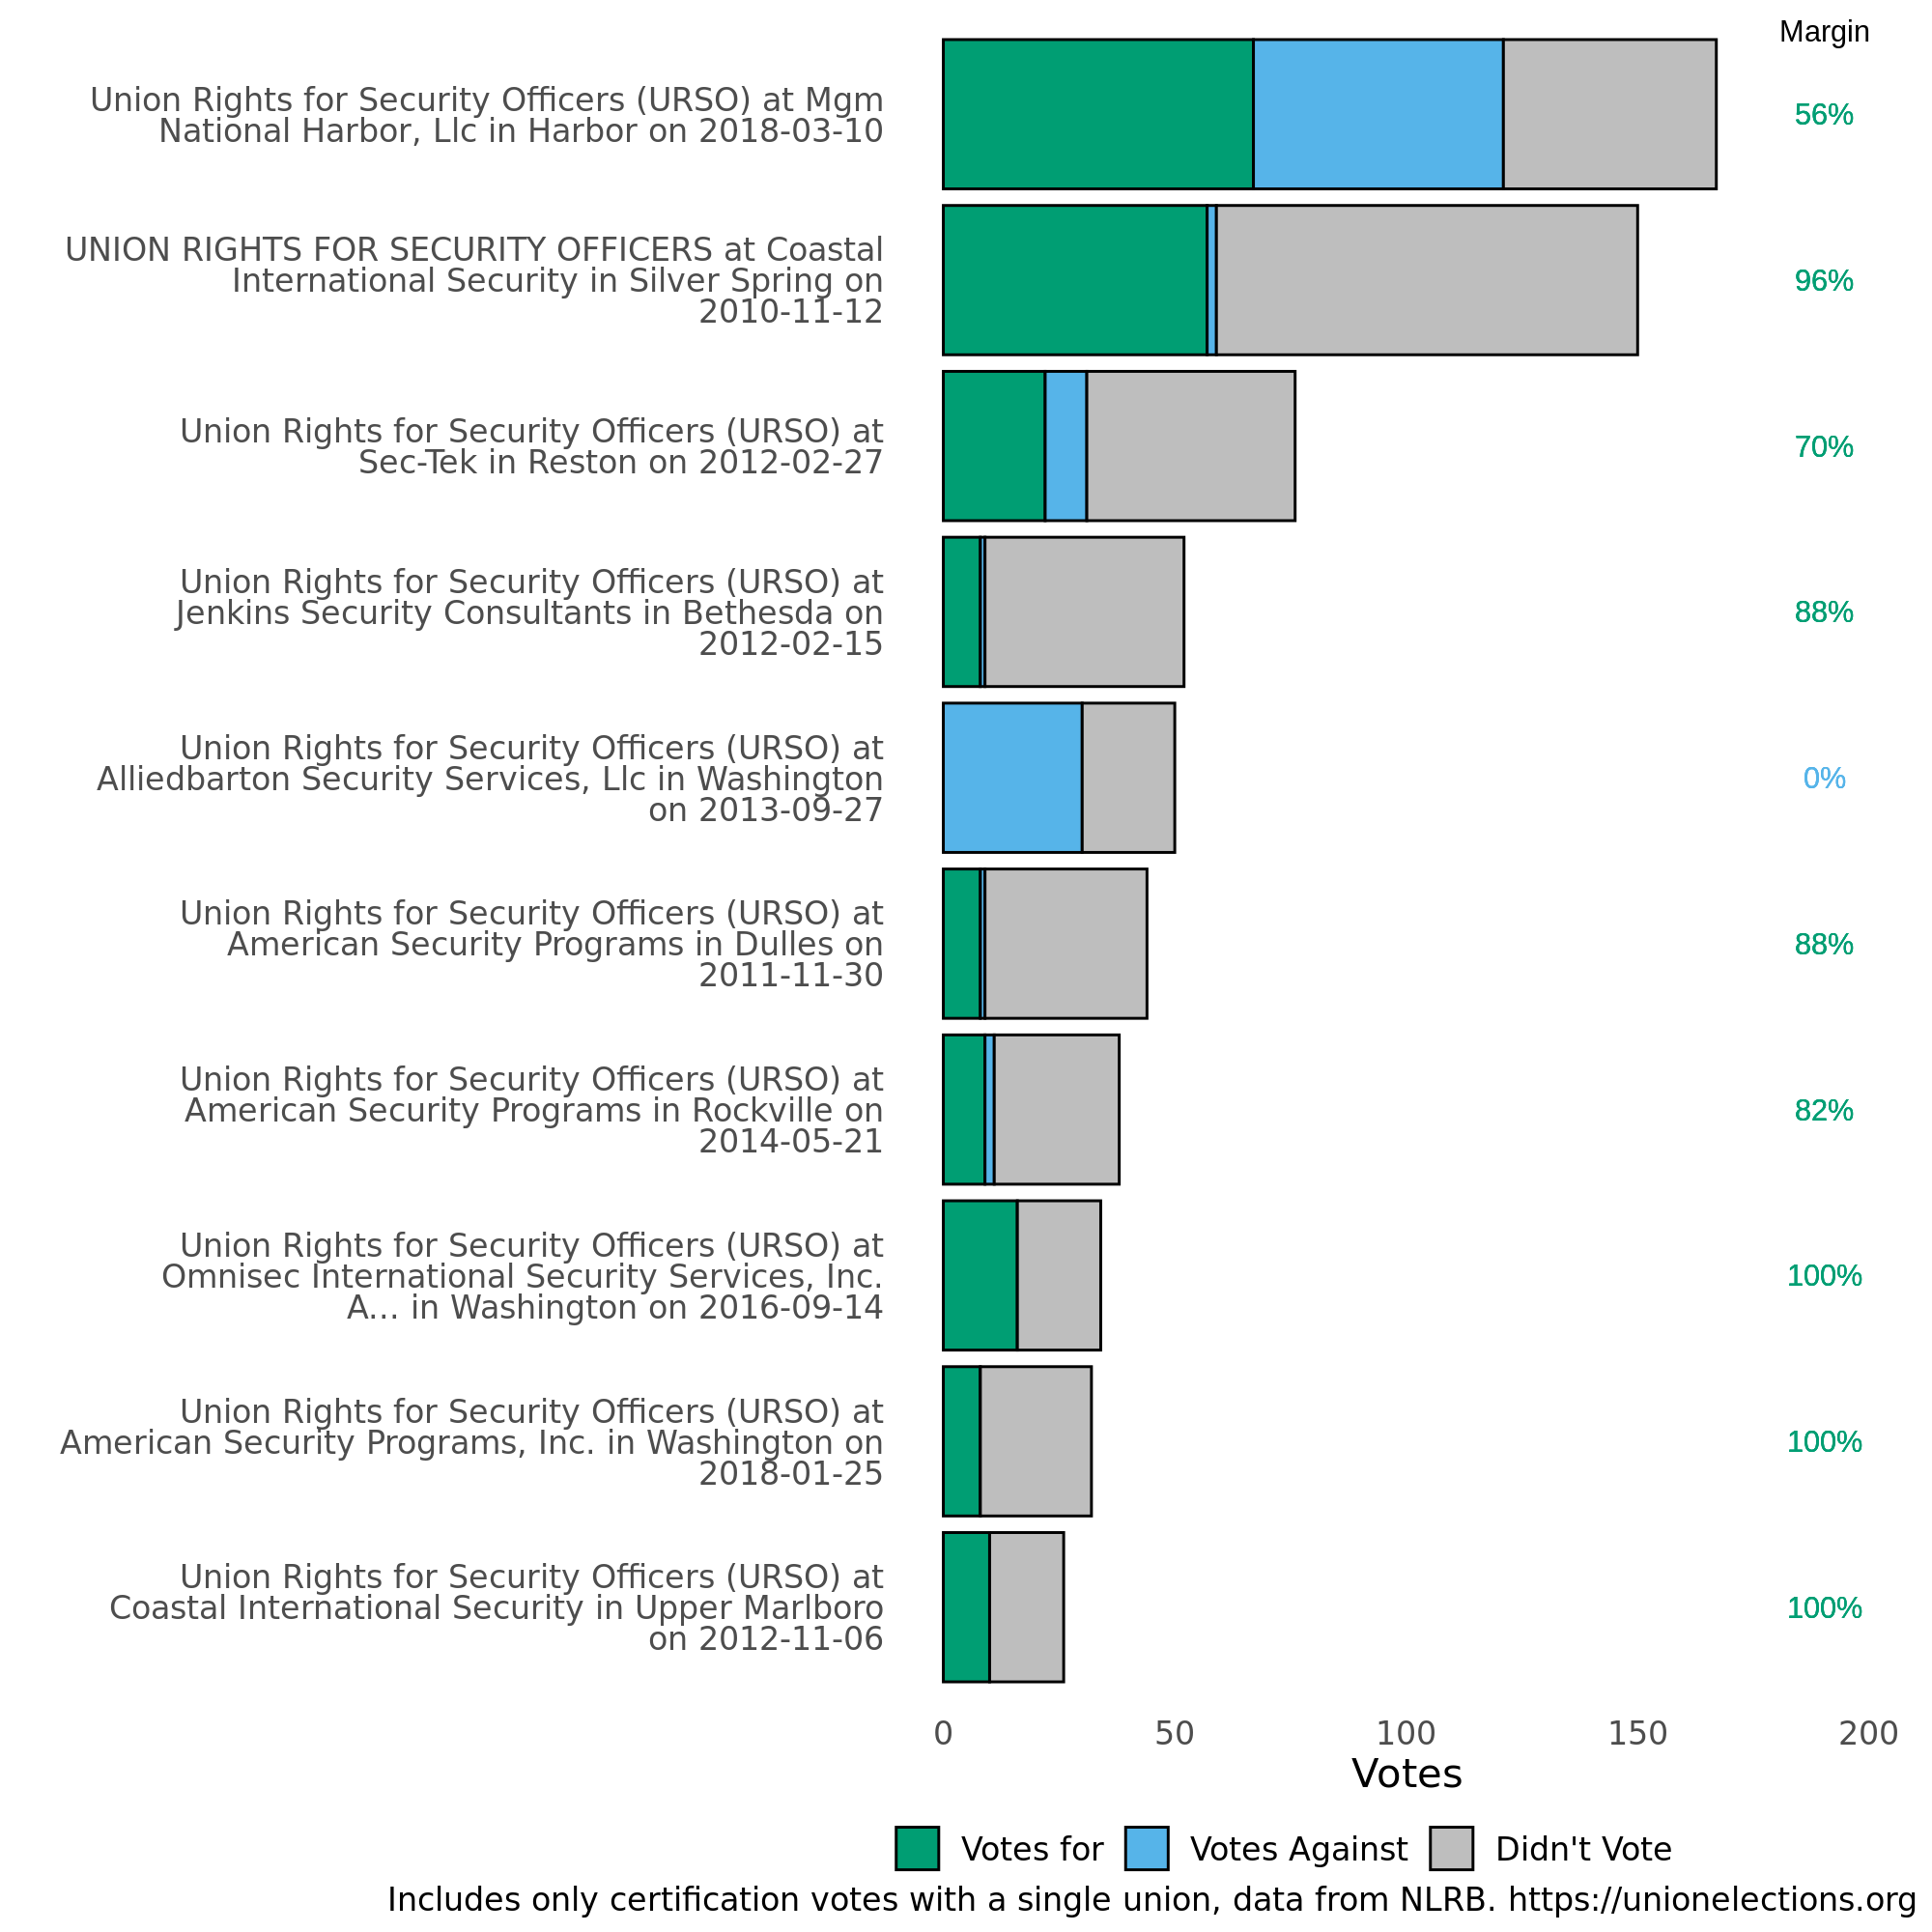 Margin
Union Rights for Security Officers (URSO) at Mgm
National Harbor, Llc in Harbor on 2018-03-10
56%
UNION RIGHTS FOR SECURITY OFFICERS at Coastal
International Security in Silver Spring on
2010-11-12
96%
Union Rights for Security Officers (URSO) at
Sec-Tek in Reston on 2012-02-27
70%
Union Rights for Security Officers (URSO) at
Jenkins Security Consultants in Bethesda on
2012-02-15
88%
Union Rights for Security Officers (URSO) at
Alliedbarton Security Services, Llc in Washington
on 2013-09-27
0%
Union Rights for Security Officers (URSO) at
American Security Programs in Dulles on
2011-11-30
88%
Union Rights for Security Officers (URSO) at
American Security Programs in Rockville on
2014-05-21
82%
Union Rights for Security Officers (URSO) at
Omnisec International Security Services, Inc.
A... in Washington on 2016-09-14
100%
Union Rights for Security Officers (URSO) at
American Security Programs, Inc. in Washington on
2018-01-25
100%
Union Rights for Security Officers (URSO) at
Coastal International Security in Upper Marlboro
on 2012-11-06
100%
0 50 100 150 200
Votes
Votes for Votes Against Didn't Vote
Includes only certification votes with a single union, data from NLRB. https://unionelections.org